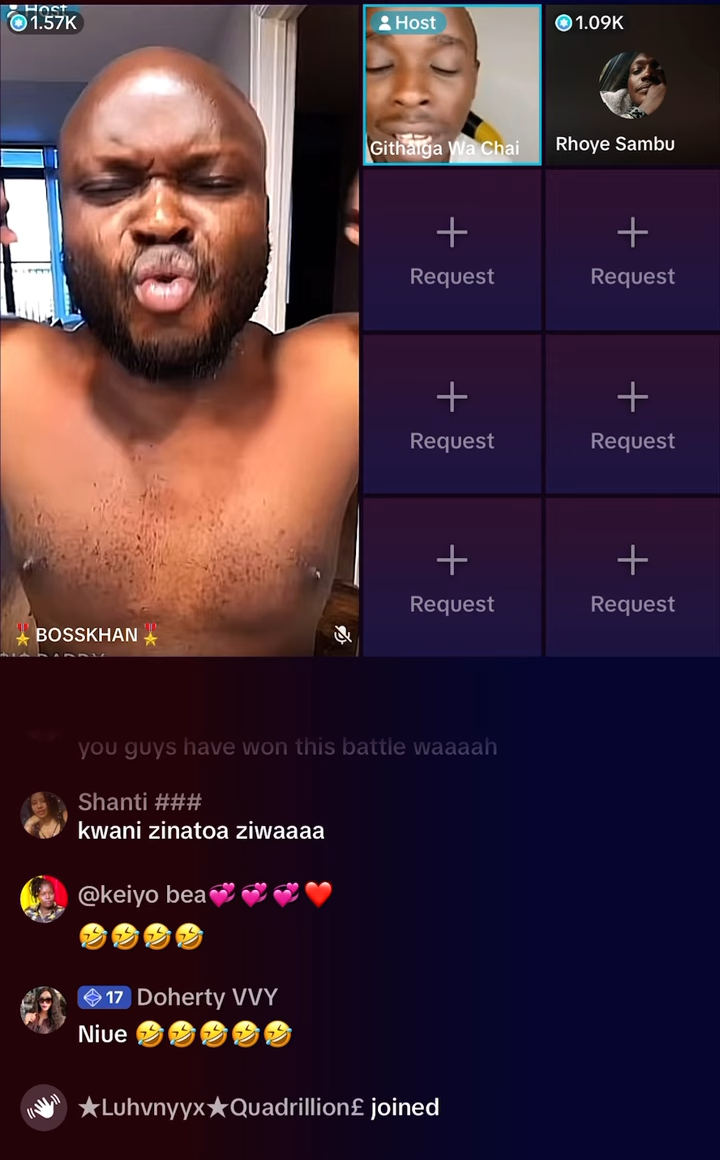 Host
1.57K
Host
1.09K
Githaiga Wa Chai
Rhoye Sambu
Request
Request
Request
Request
Request
Request
🎖️BOSSKHAN🎖️
you guys have won this battle waaaah
Shanti ###
kwani zinatoa ziwaaaa
@keiyo bea💞💞💞❤️
🤣🤣🤣🤣
17 Doherty VVY
Niue 🤣🤣🤣🤣🤣
★Luhvnyyx★Quadrillion£ joined